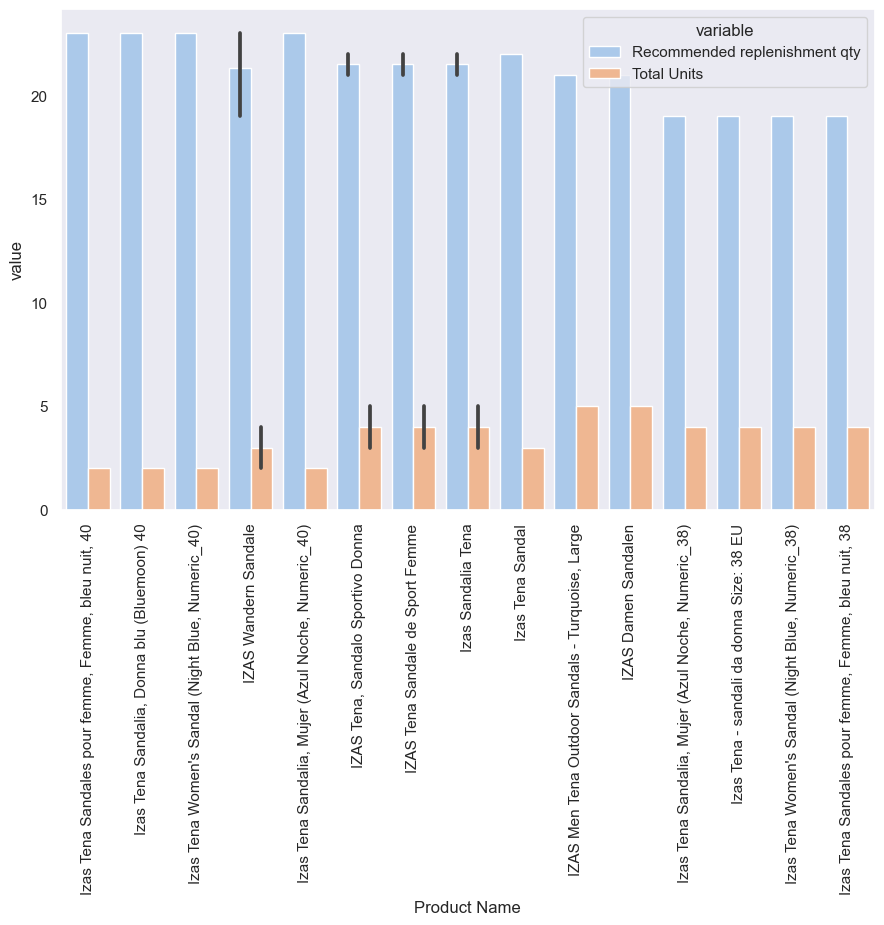 variable
Recommended replenishment qty
Total Units
value
20
15
10
5
0
Izas Tena Sandales pour femme, Femme, bleu nuit, 40
Izas Tena Sandalia, Donna blu (Bluemoon) 40
Izas Tena Women's Sandal (Night Blue, Numeric_40)
IZAS Wandern Sandale
Izas Tena Sandalia, Mujer (Azul Noche, Numeric_40)
IZAS Tena, Sandalo Sportivo Donna
IZAS Tena Sandale de Sport Femme
Izas Sandalia Tena
Izas Tena Sandal
IZAS Men Tena Outdoor Sandals - Turquoise, Large
IZAS Damen Sandalen
Izas Tena Sandalia, Mujer (Azul Noche, Numeric_38)
Izas Tena - sandali da donna Size: 38 EU
Izas Tena Women's Sandal (Night Blue, Numeric_38)
Izas Tena Sandales pour femme, Femme, bleu nuit, 38
Product Name